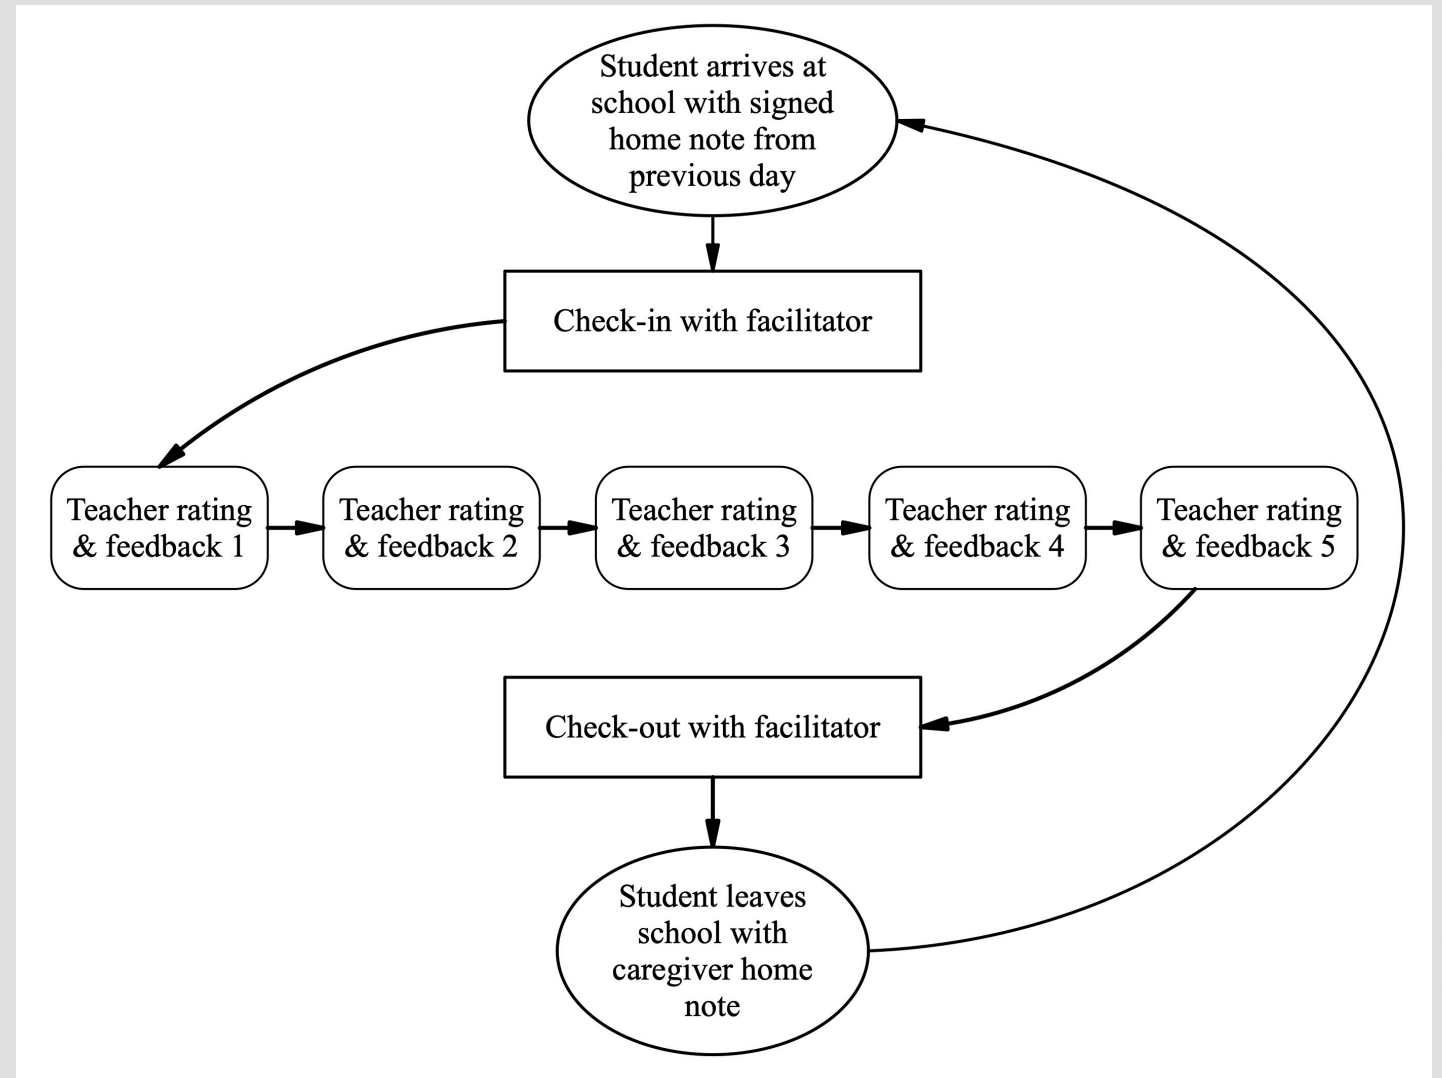 Student arrives at
school with signed
home note from
previous day
Check-in with facilitator
Teacher rating
& feedback 1
Teacher rating
& feedback 2
Teacher rating
& feedback 3
Teacher rating
& feedback 4
Teacher rating
& feedback 5
Check-out with facilitator
Student leaves
school with
caregiver home
note